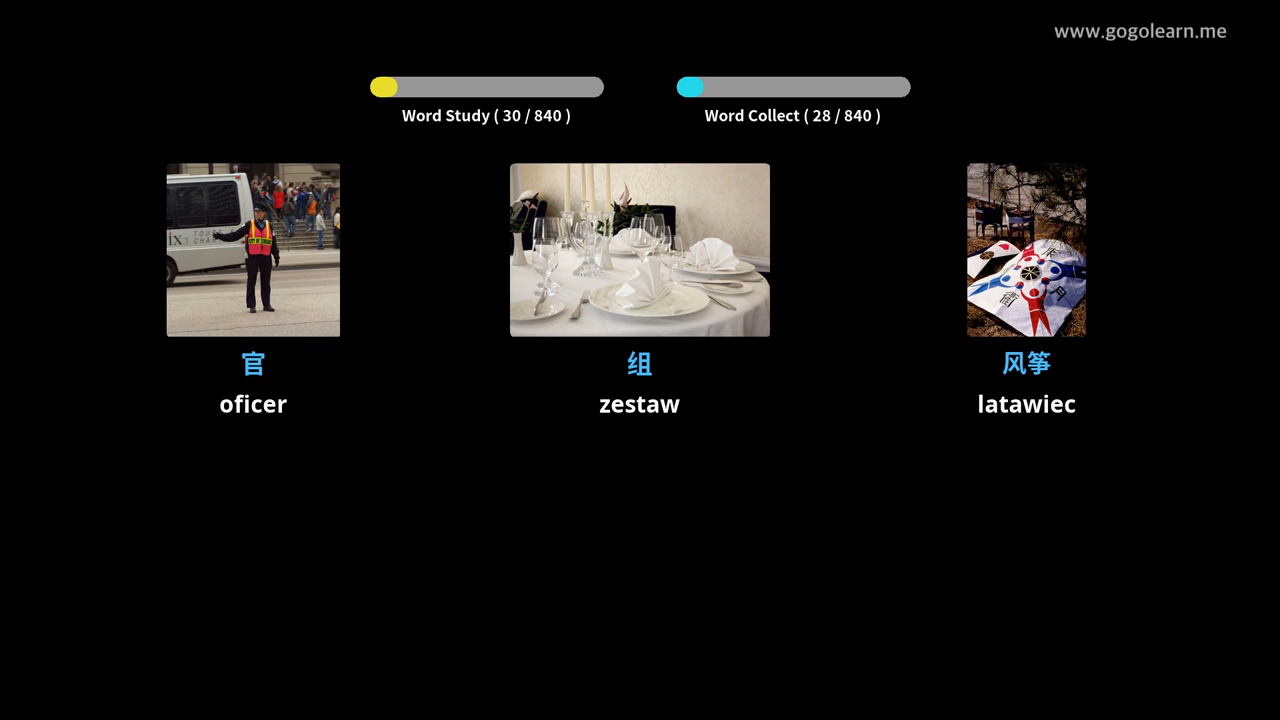 www.gogolearn.me
Word Study ( 30 / 840 )
Word Collect ( 28 / 840 )
官
组
风筝
oficer
zestaw
latawiec